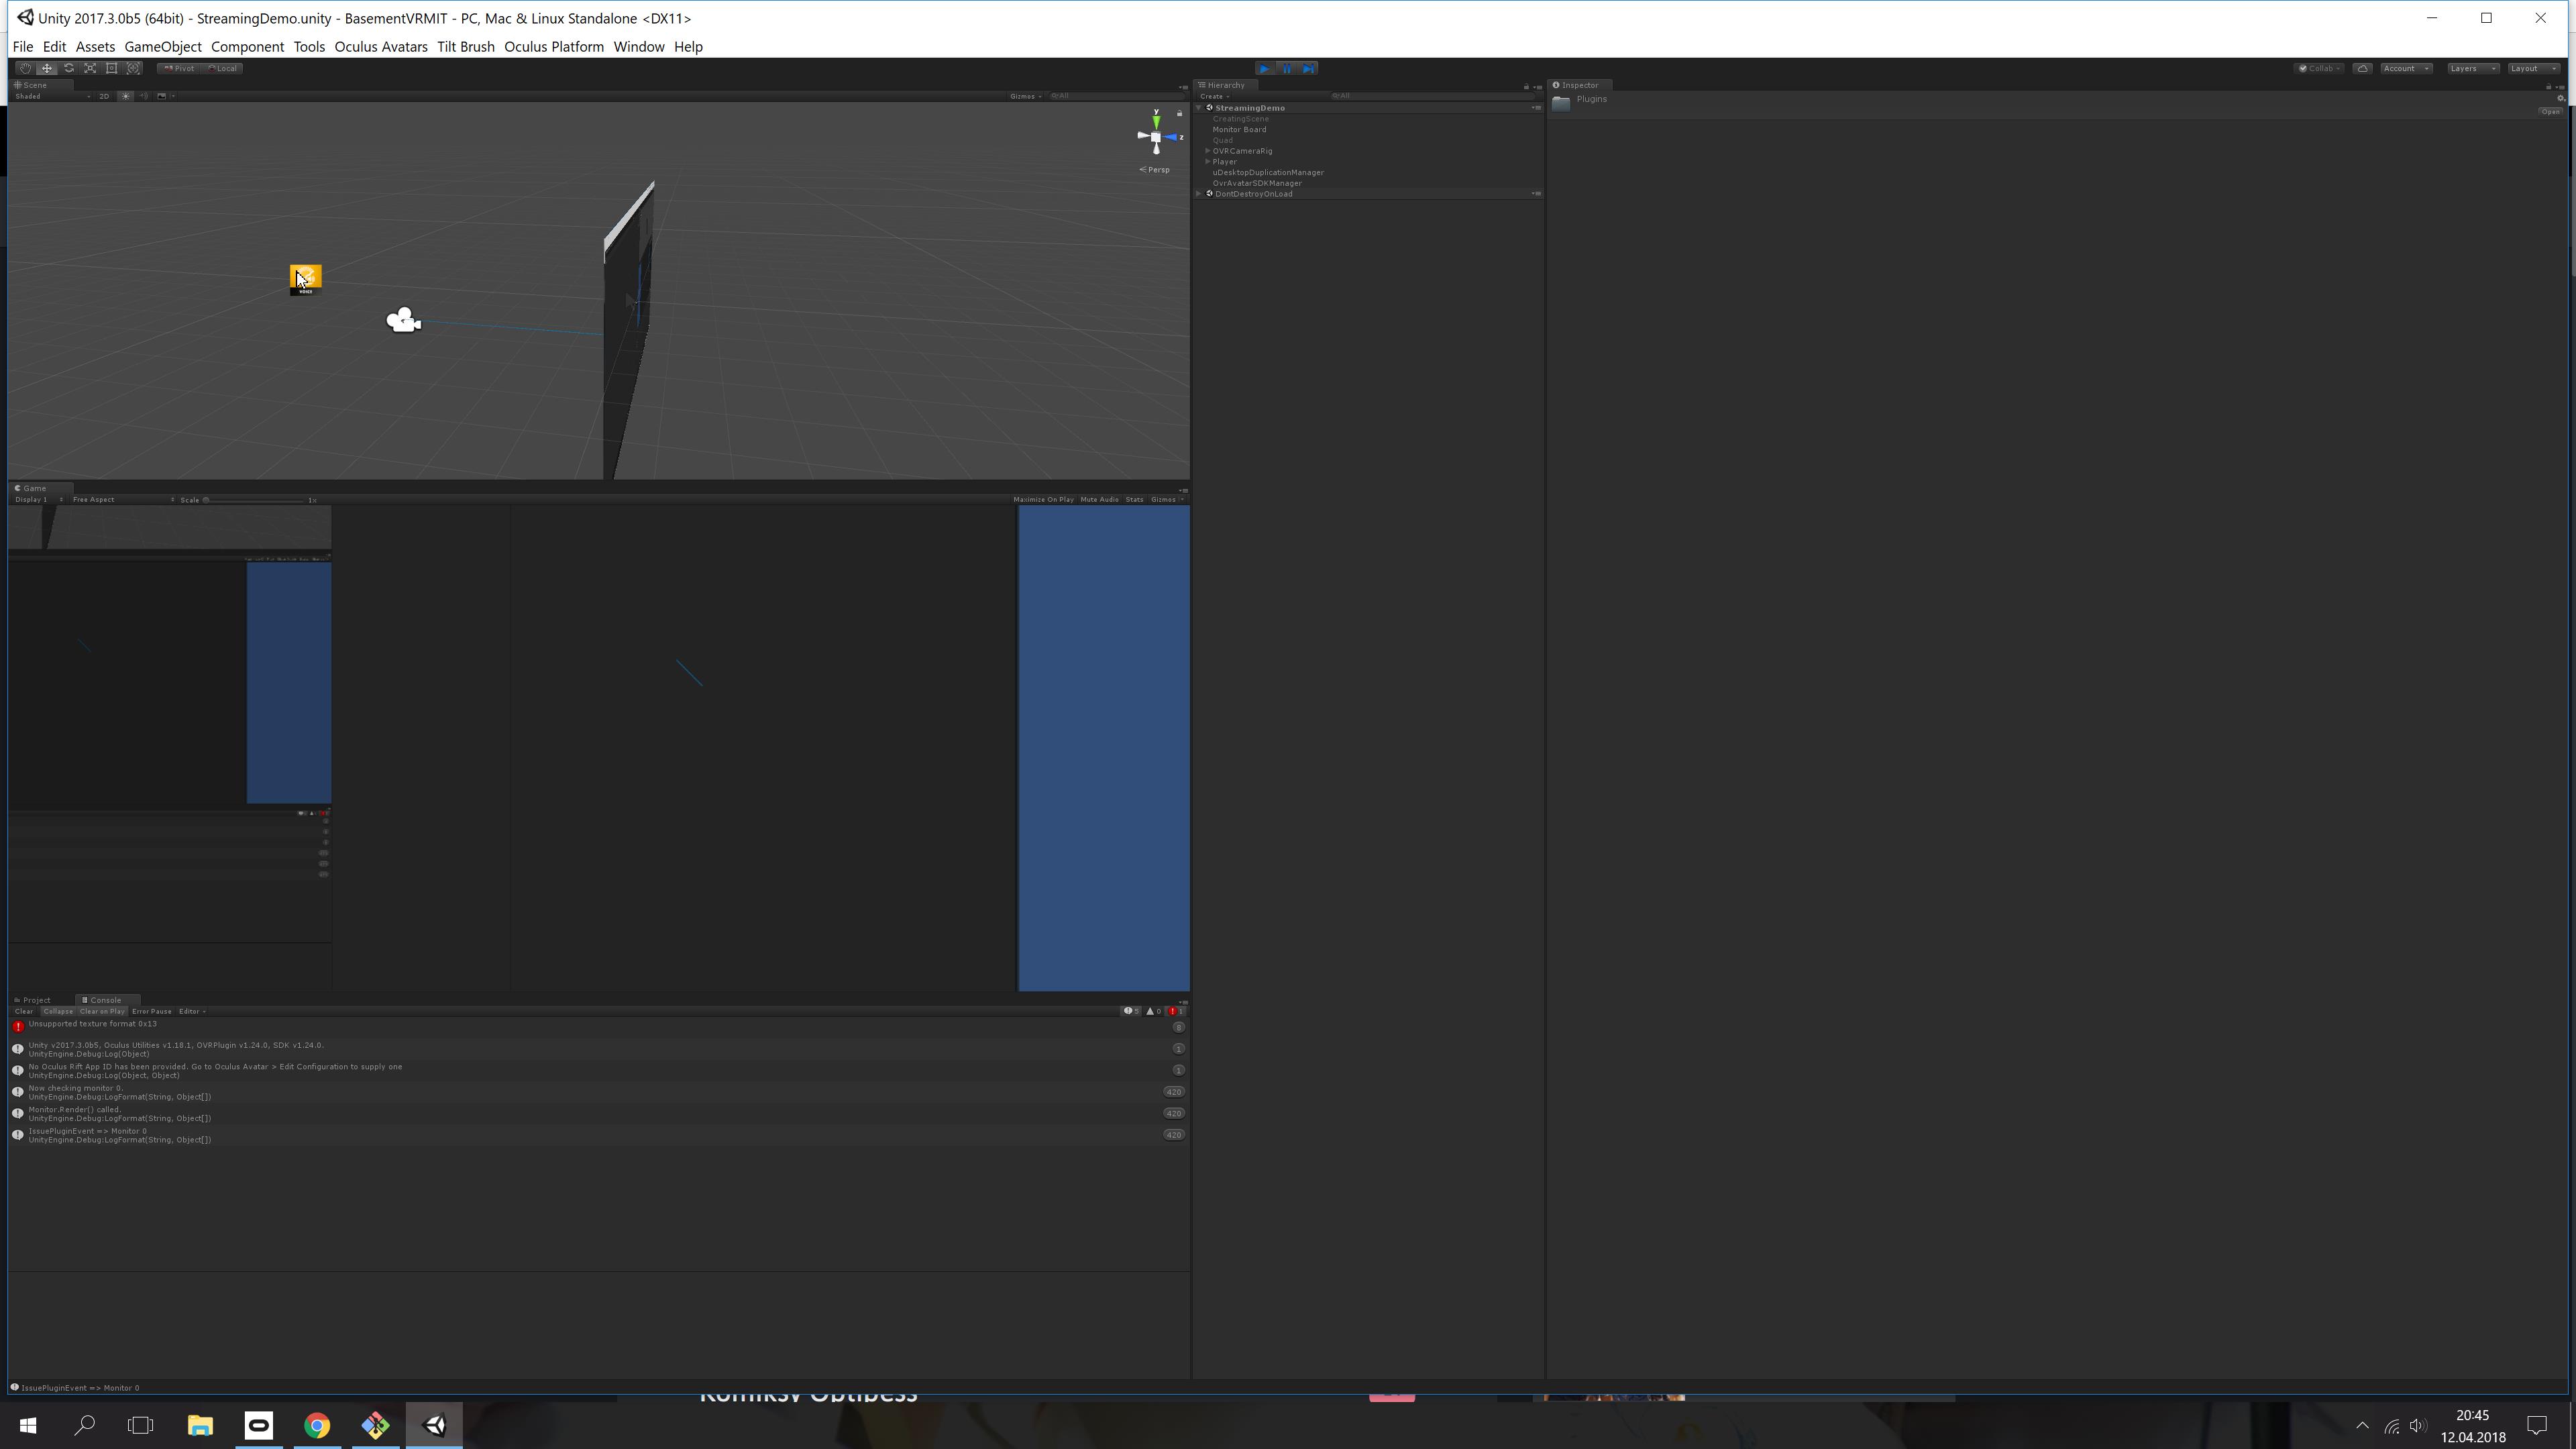 Unity 2017.3.0b5 (64bit) - StreamingDemo.unity - BasementVRMIT - PC, Mac & Linux Standalone <DX11>
File Edit Assets GameObject Component Tools Oculus Avatars Tilt Brush Oculus Platform Window Help
Pivot Local
Collab Account Layers Layout
Scene
Shaded 2D Gizmos All
y
z
Persp
Hierarchy
Create All
StreamingDemo
CreatingScene
Monitor Board
Quad
OVRCameraRig
Player
uDesktopDuplicationManager
OvrAvatarSDKManager
DontDestroyOnLoad
Inspector
Plugins
Open
Game
Display 1 Free Aspect Scale 1x Maximize On Play Mute Audio Stats Gizmos
Project Console
Clear Collapse Clear on Play Error Pause Editor 5 0 1
Unsupported texture format 0x13
8
Unity v2017.3.0b5, Oculus Utilities v1.18.1, OVRPlugin v1.24.0, SDK v1.24.0.
UnityEngine.Debug:Log(Object)
1
No Oculus Rift App ID has been provided. Go to Oculus Avatar > Edit Configuration to supply one
UnityEngine.Debug:Log(Object, Object)
1
Now checking monitor 0.
UnityEngine.Debug:LogFormat(String, Object[])
420
Monitor.Render() called.
UnityEngine.Debug:LogFormat(String, Object[])
420
IssuePluginEvent => Monitor 0
UnityEngine.Debug:LogFormat(String, Object[])
420
IssuePluginEvent => Monitor 0
Komiksy Optibess
20:45
12.04.2018